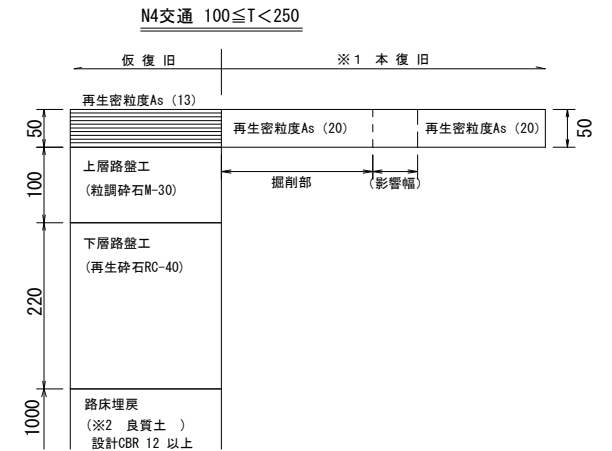 N4交通 100≦T<250
仮 復 旧
※1 本 復 旧
再生密粒度As (13)
50
再生密粒度As (20)
再生密粒度As (20)
50
100
上層路盤工
(粒調砕石M-30)
掘削部
(影響幅)
220
下層路盤工
(再生砕石RC-40)
1000
路床埋戻
(※2 良質土 )
設計CBR 12 以上